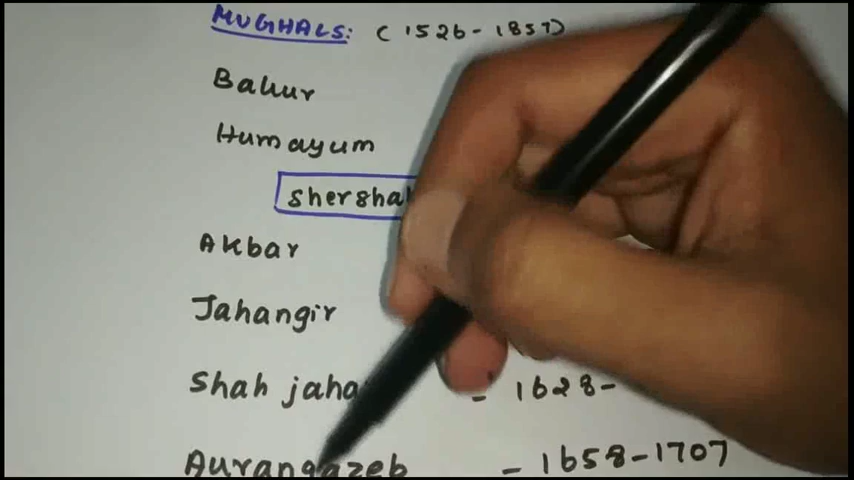 MUGHALS: (1526-1857)
Babur
Humayum
shershah
Akbar
Jahangir
Shah jaha - 1628-
Aurangazeb - 1658-1707